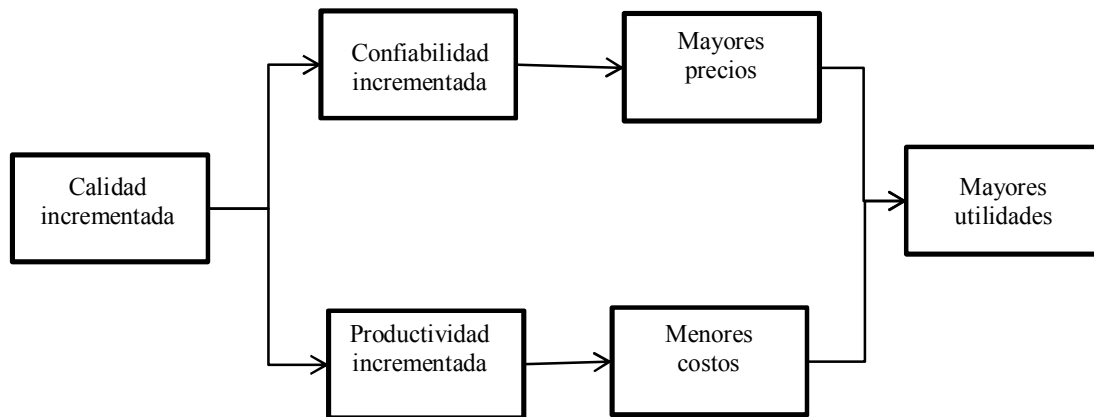 Calidad
incrementada
Confiabilidad
incrementada
Mayores
precios
Productividad
incrementada
Menores
costos
Mayores
utilidades